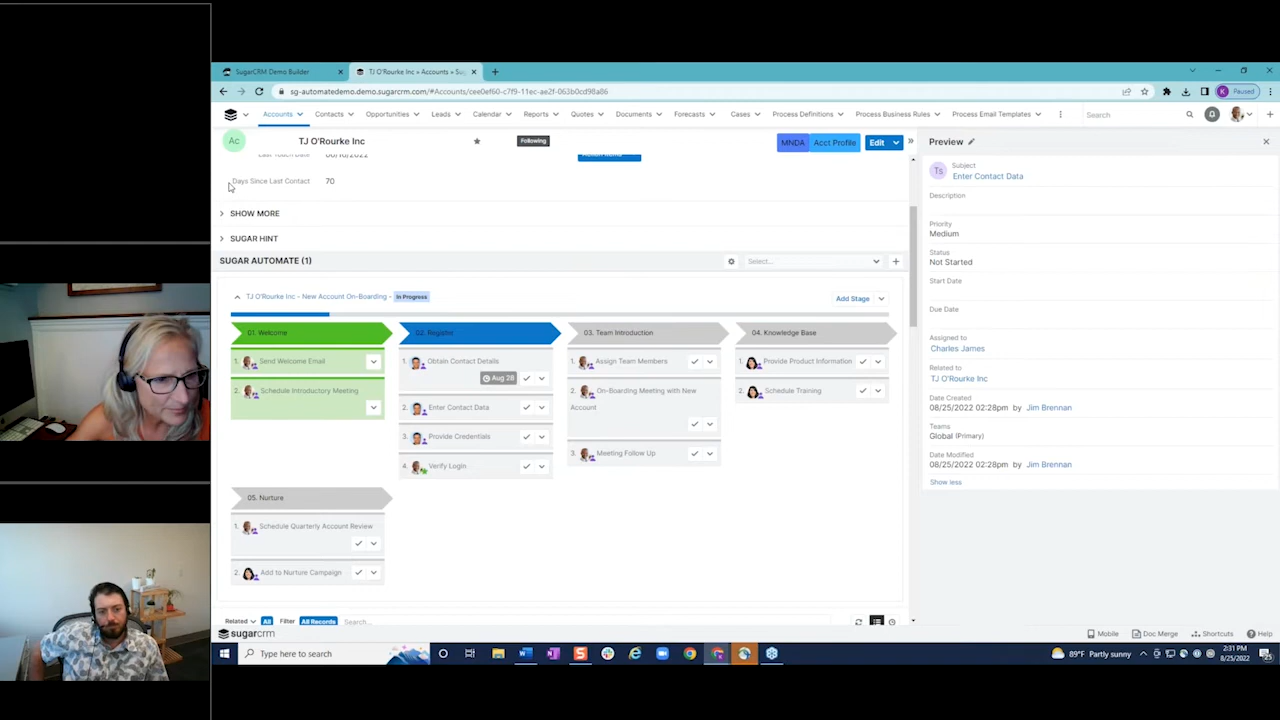 SugarCRM Demo Builder
TJ O'Rourke Inc » Accounts » Sug
sg-automatedemo.demo.sugarcrm.com/#Accounts/cee0ef60-c7f9-11ec-ae2f-063b0cd98a86
K Paused
Accounts Contacts Opportunities Leads Calendar Reports Quotes Documents Forecasts Cases Process Definitions Process Business Rules Process Email Templates Search
Ac TJ O'Rourke Inc Following MNDA Acct Profile Edit
Last Touch Date
Days Since Last Contact 70
SHOW MORE
SUGAR HINT
SUGAR AUTOMATE (1) Select...
TJ O'Rourke Inc - New Account On-Boarding - In Progress Add Stage
01. Welcome
1. Send Welcome Email
2. Schedule Introductory Meeting
02. Register
1. Obtain Contact Details
Aug 28
2. Enter Contact Data
3. Provide Credentials
4. Verify Login
03. Team Introduction
1. Assign Team Members
2. On-Boarding Meeting with New
Account
3. Meeting Follow Up
04. Knowledge Base
1. Provide Product Information
2. Schedule Training
05. Nurture
1. Schedule Quarterly Account Review
2. Add to Nurture Campaign
Related All Filter All Records Search...
Preview
Ts
Subject
Enter Contact Data
Description
Priority
Medium
Status
Not Started
Start Date
Due Date
Assigned to
Charles James
Related to
TJ O'Rourke Inc
Date Created
08/25/2022 02:28pm by Jim Brennan
Teams
Global (Primary)
Date Modified
08/25/2022 02:28pm by Jim Brennan
Show less
sugarcrm
Mobile Doc Merge Shortcuts Help
Type here to search
89°F Partly sunny
2:31 PM
8/25/2022